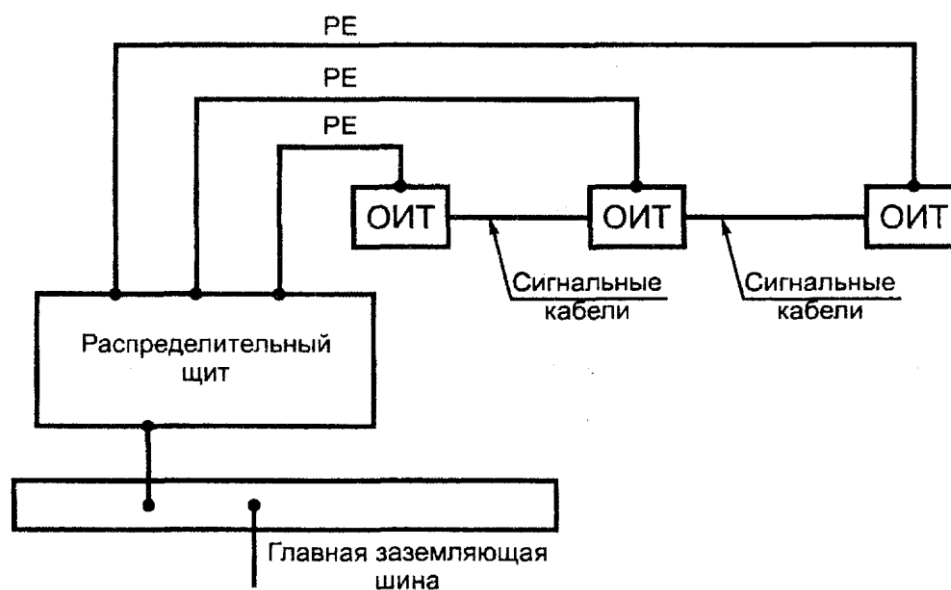 PE
PE
PE
ОИТ
ОИТ
ОИТ
Сигнальные
кабели
Сигнальные
кабели
Распределительный
щит
Главная заземляющая
шина